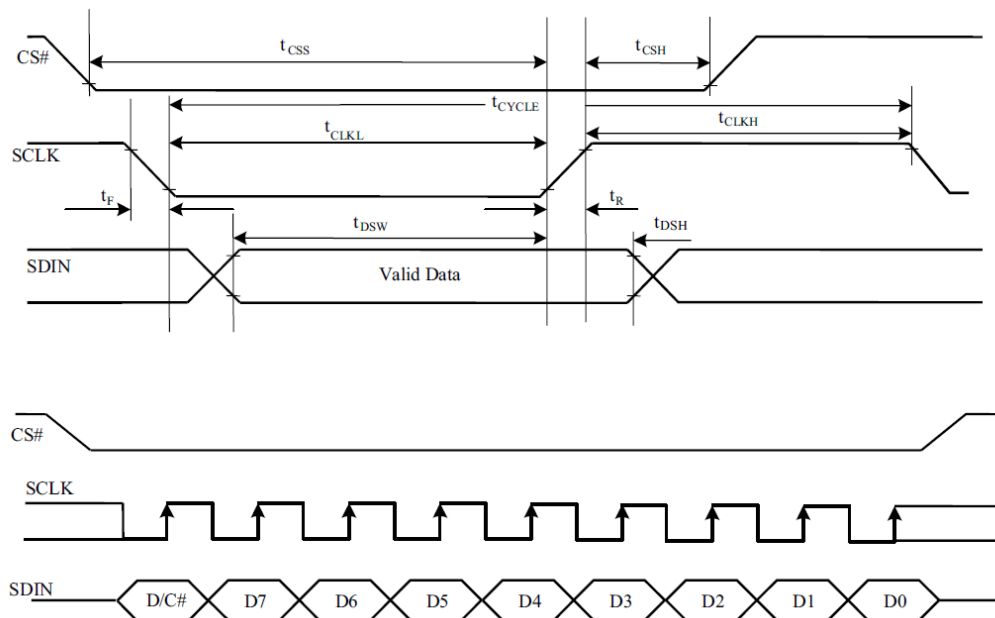 CS#
tCSS
tCSH
tCYCLE
tCLKL
tCLKH
SCLK
tF
tR
tDSW
tDSH
SDIN
Valid Data
CS#
SCLK
SDIN
D/C# D7 D6 D5 D4 D3 D2 D1 D0